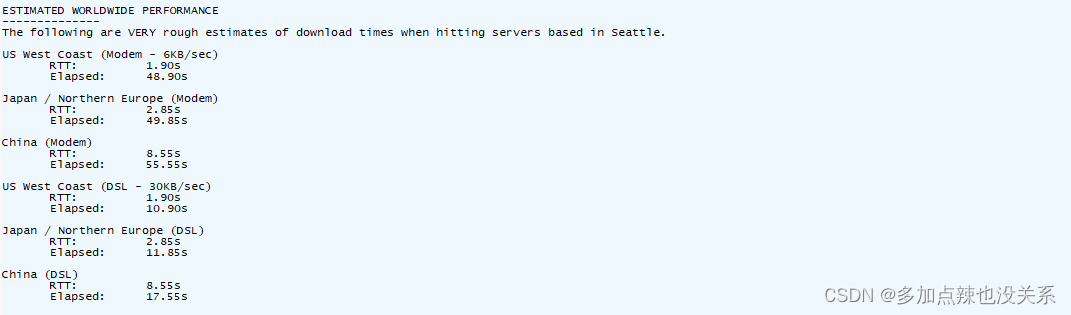 ESTIMATED WORLDWIDE PERFORMANCE
--------------
The following are VERY rough estimates of download times when hitting servers based in Seattle.
US West Coast (Modem - 6KB/sec)
RTT: 1.90s
Elapsed: 48.90s
Japan / Northern Europe (Modem)
RTT: 2.85s
Elapsed: 49.85s
China (Modem)
RTT: 8.55s
Elapsed: 55.55s
US West Coast (DSL - 30KB/sec)
RTT: 1.90s
Elapsed: 10.90s
Japan / Northern Europe (DSL)
RTT: 2.85s
Elapsed: 11.85s
China (DSL)
RTT: 8.55s
Elapsed: 17.55s
CSDN @多加点辣也没关系